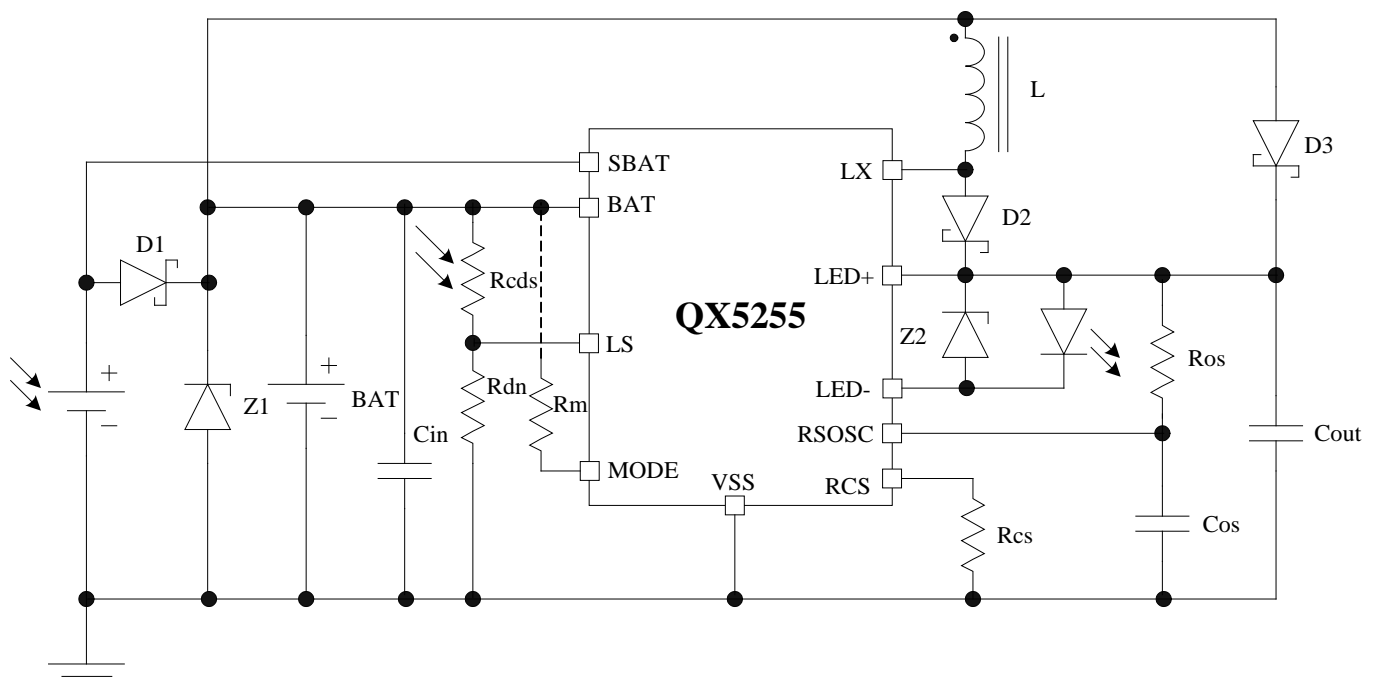 L
D3
SBAT
LX
BAT
D2
D1
Rcds
LED+
QX5255
LS
Z2
Ros
Rdn
LED-
+
-
Z1
+
-
BAT
Rm
Cin
RSOSC
Cout
MODE
VSS
RCS
Cos
Rcs